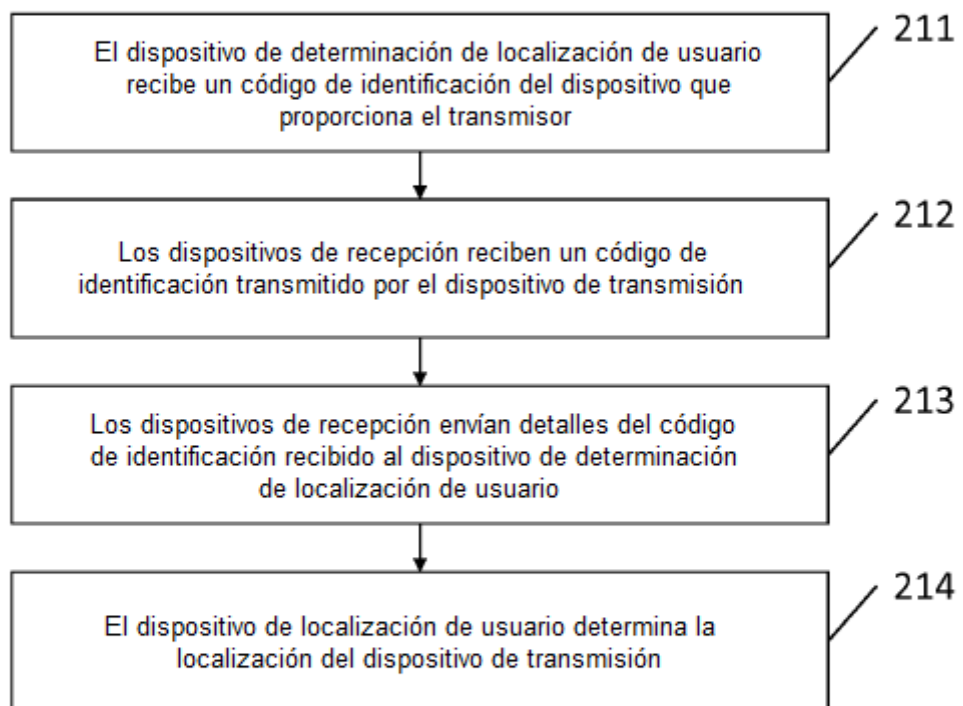 211
El dispositivo de determinación de localización de usuario
recibe un código de identificación del dispositivo que
proporciona el transmisor
212
Los dispositivos de recepción reciben un código de
identificación transmitido por el dispositivo de transmisión
213
Los dispositivos de recepción envían detalles del código
de identificación recibido al dispositivo de determinación
de localización de usuario
214
El dispositivo de localización de usuario determina la
localización del dispositivo de transmisión